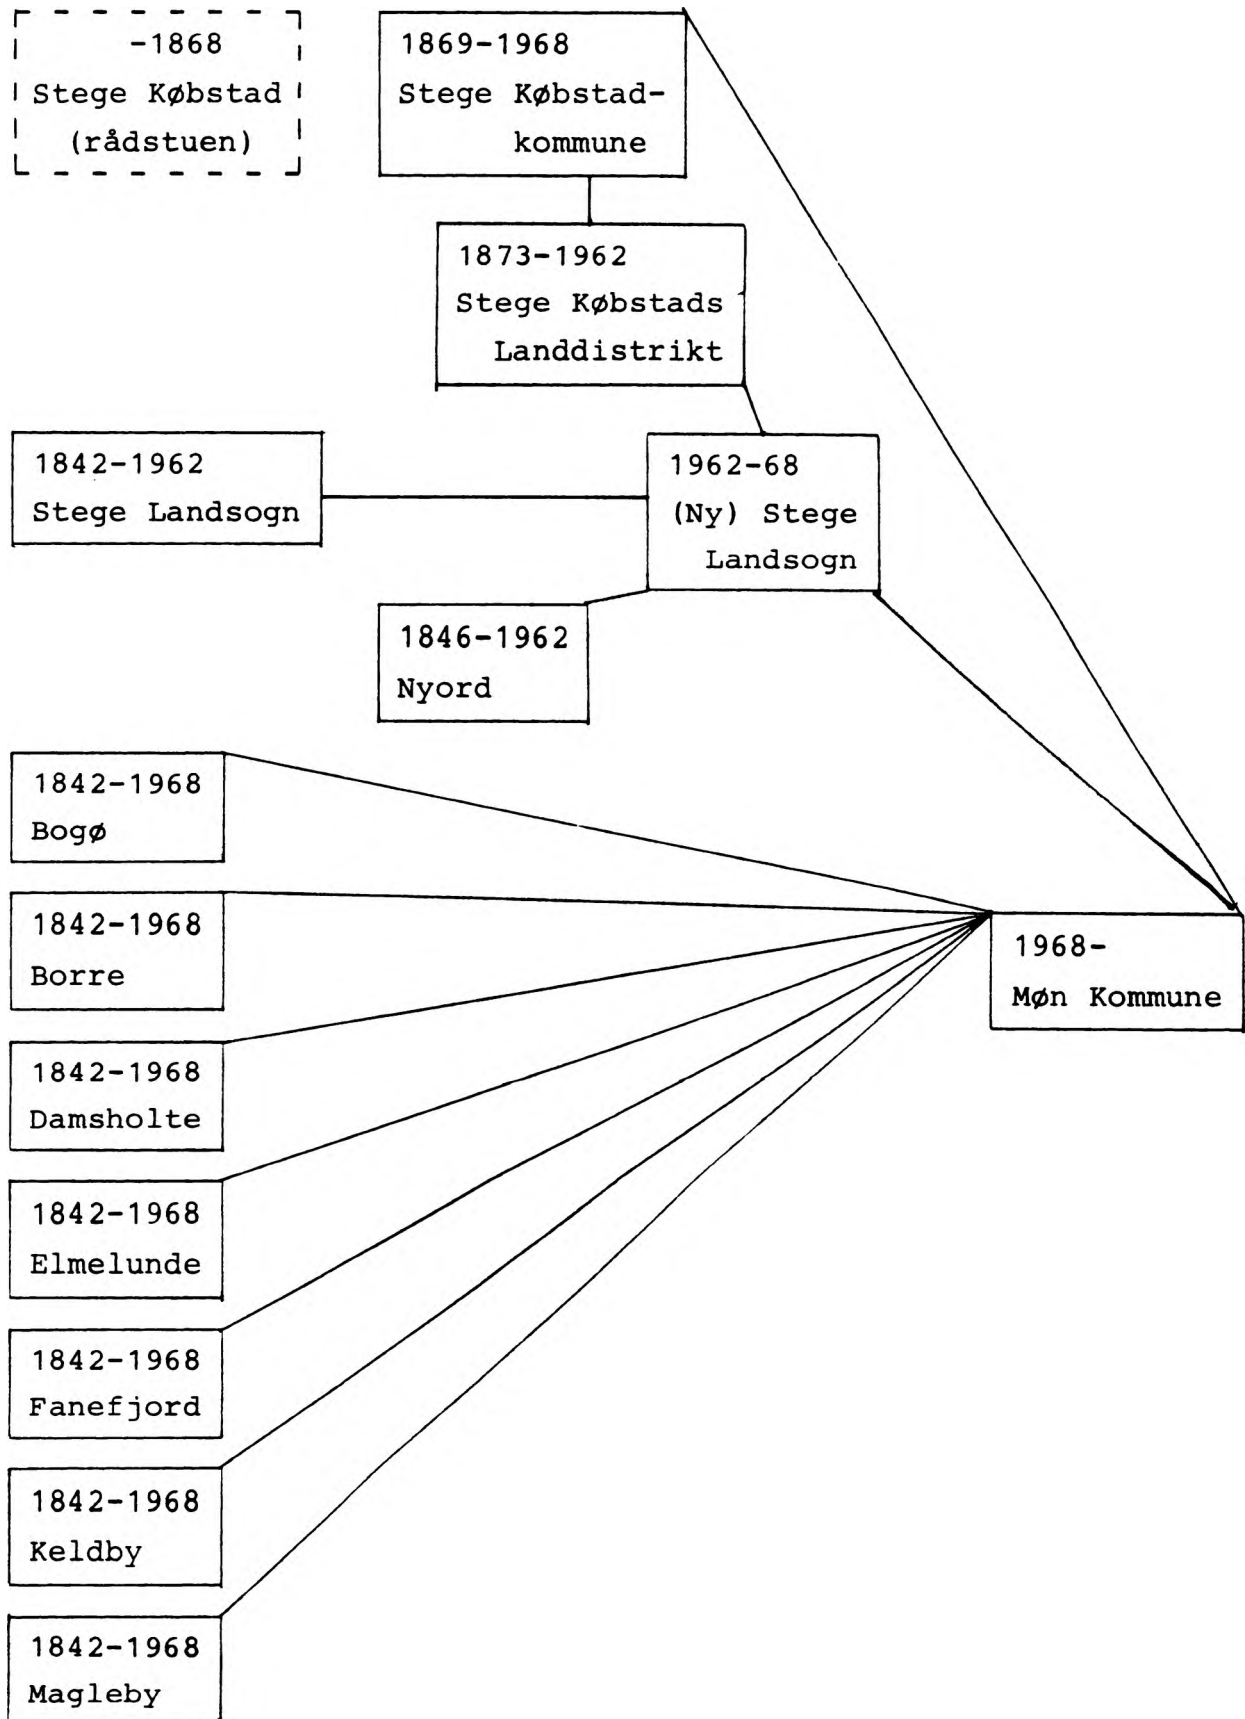 -1868
Stege Købstad
(rådstuen)
1869-1968
Stege Købstad-
kommune
1873-1962
Stege Købstads
Landdistrikt
1842-1962
Stege Landsogn
1962-68
(Ny) Stege
Landsogn
1846-1962
Nyord
1842-1968
Bogø
1842-1968
Borre
1842-1968
Damsholte
1842-1968
Elmelunde
1842-1968
Fanefjord
1842-1968
Keldby
1842-1968
Magleby
1968-
Møn Kommune